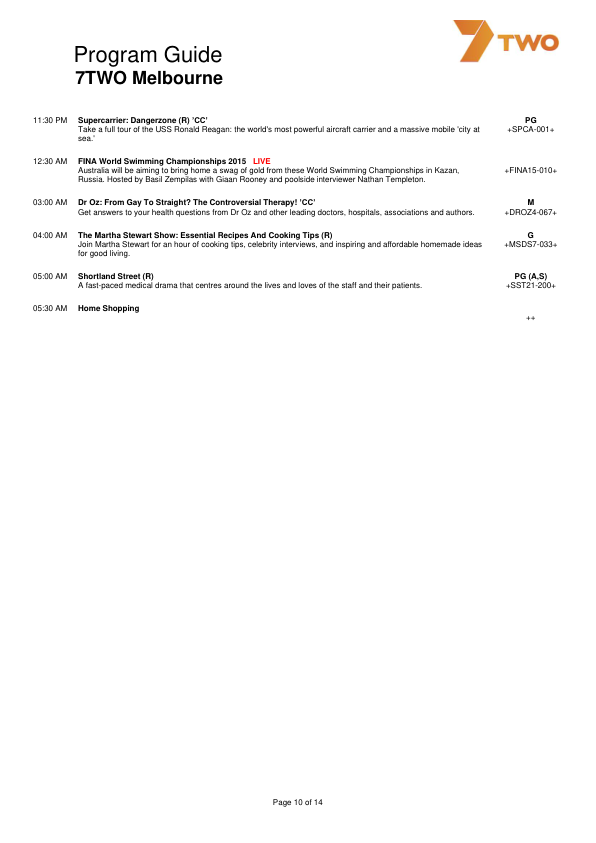 7TWO
Program Guide
7TWO Melbourne
11:30 PM Supercarrier: Dangerzone (R) 'CC' PG
Take a full tour of the USS Ronald Reagan: the world's most powerful aircraft carrier and a massive mobile 'city at +SPCA-001+
sea.'
12:30 AM FINA World Swimming Championships 2015 LIVE
Australia will be aiming to bring home a swag of gold from these World Swimming Championships in Kazan, +FINA15-010+
Russia. Hosted by Basil Zempilas with Giaan Rooney and poolside interviewer Nathan Templeton.
03:00 AM Dr Oz: From Gay To Straight? The Controversial Therapy! 'CC' M
Get answers to your health questions from Dr Oz and other leading doctors, hospitals, associations and authors. +DROZ4-067+
04:00 AM The Martha Stewart Show: Essential Recipes And Cooking Tips (R) G
Join Martha Stewart for an hour of cooking tips, celebrity interviews, and inspiring and affordable homemade ideas +MSDS7-033+
for good living.
05:00 AM Shortland Street (R) PG (A,S)
A fast-paced medical drama that centres around the lives and loves of the staff and their patients. +SST21-200+
05:30 AM Home Shopping
++
Page 10 of 14